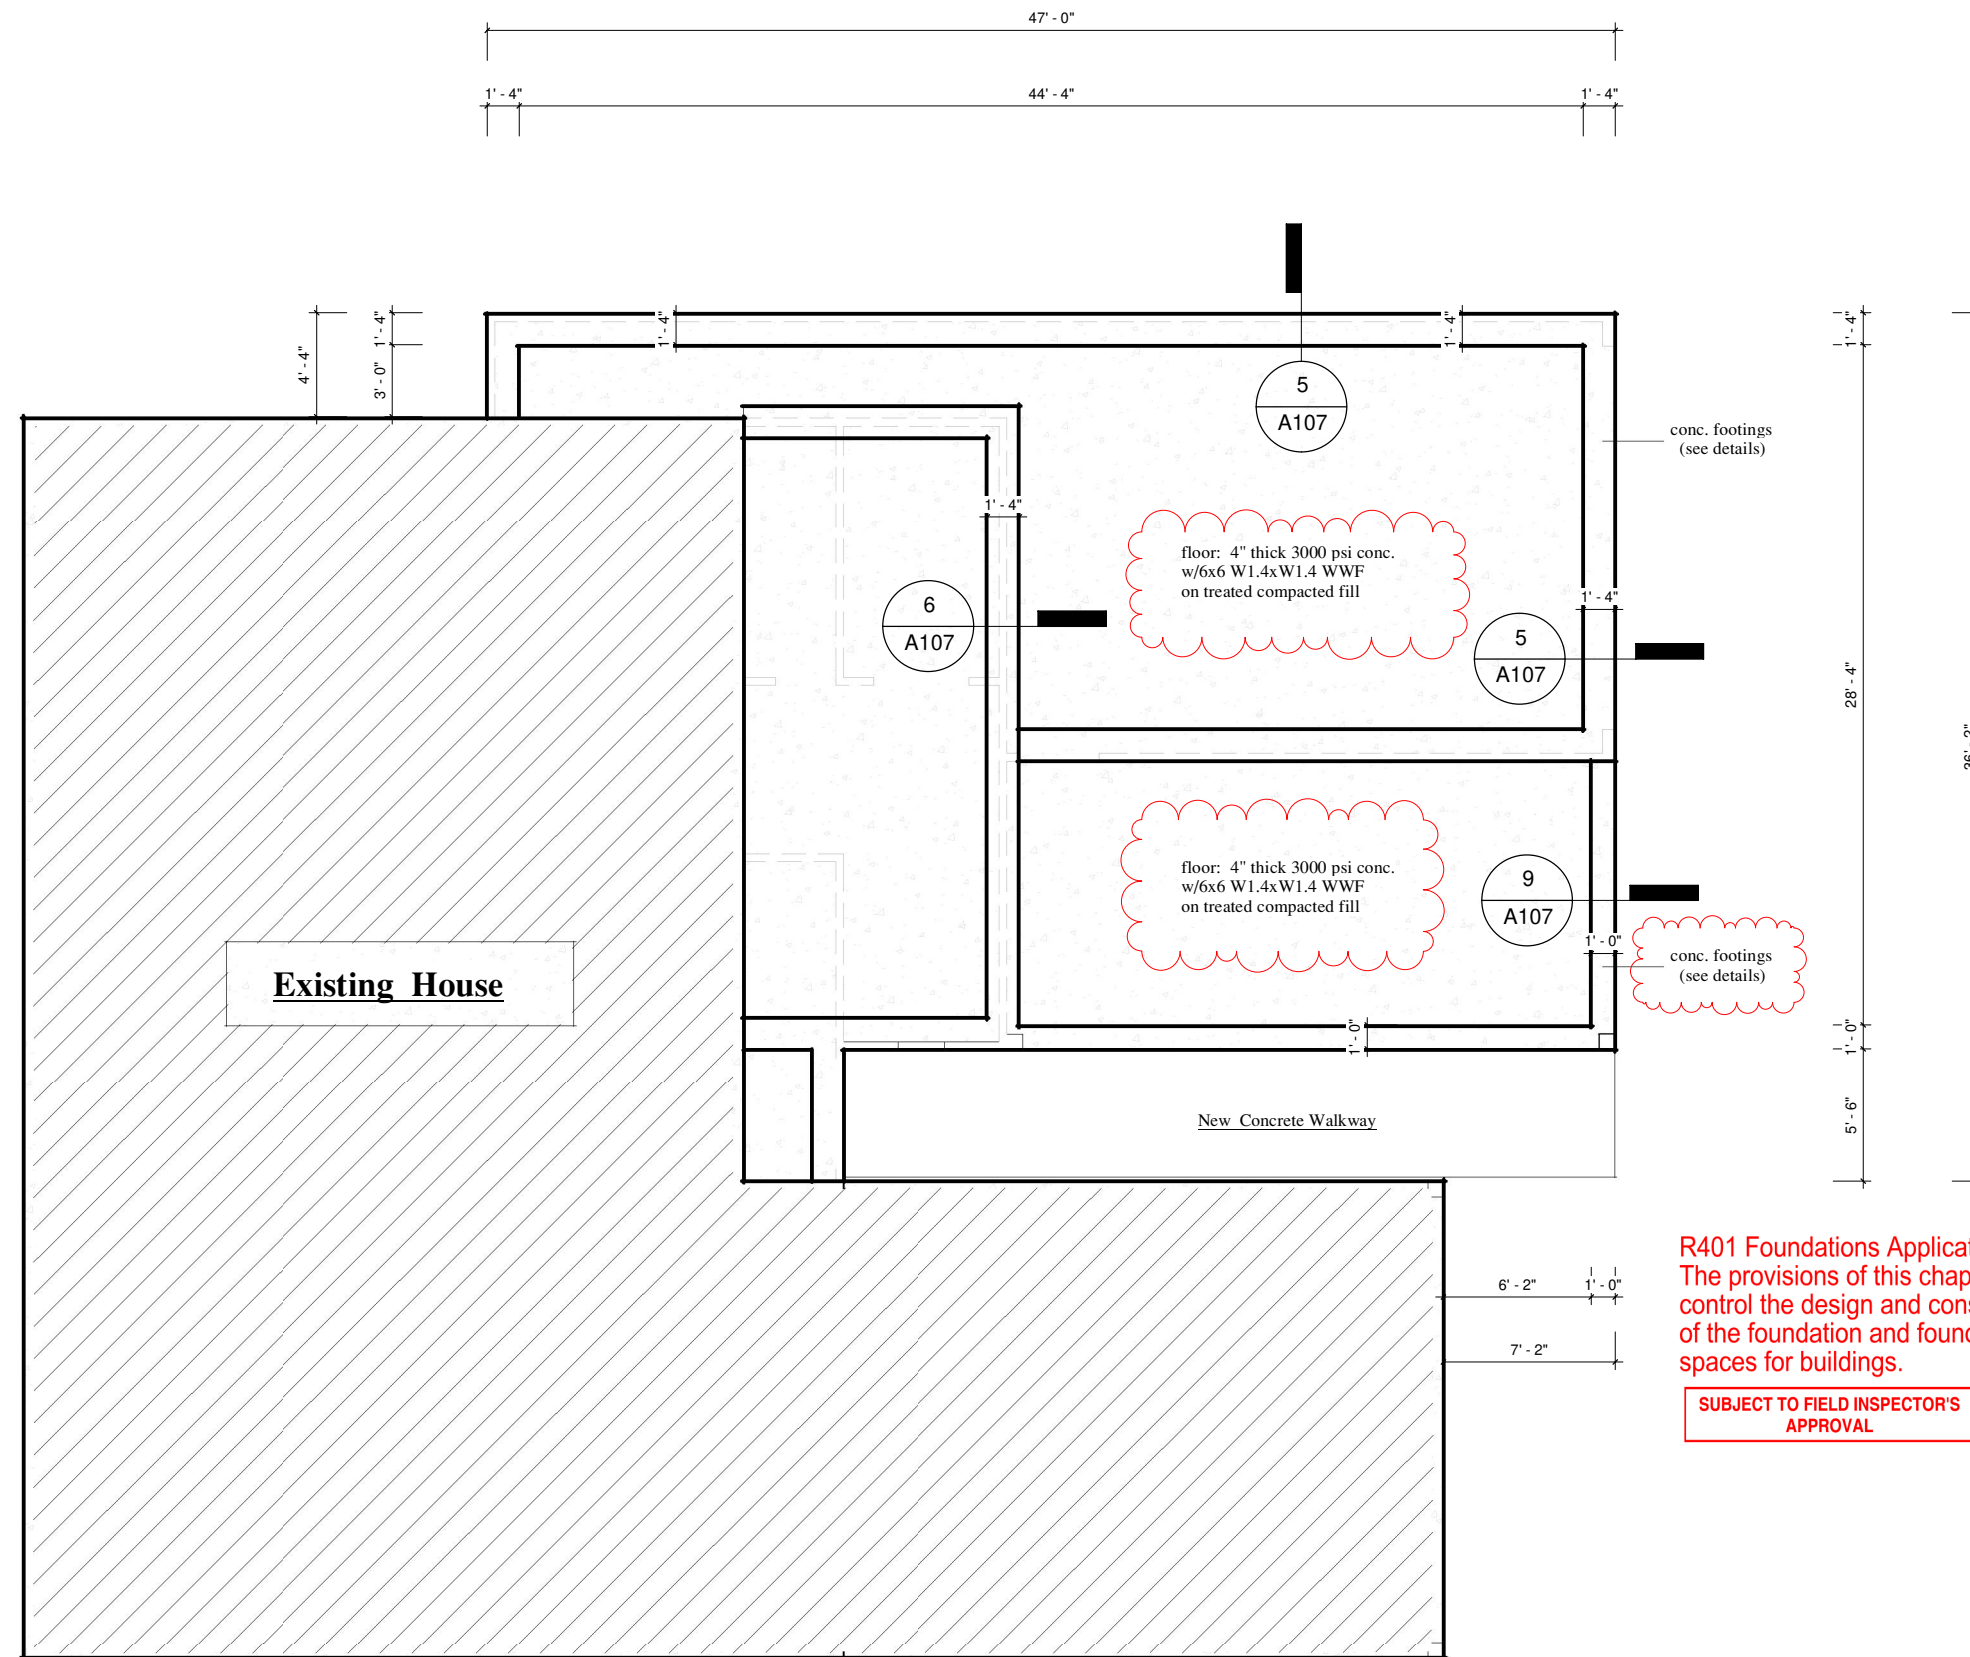 47' - 0"
1' - 4"
44' - 4"
1' - 4"
4' - 4"
1' - 4"
3' - 0"
1' - 4"
1' - 4"
1' - 4"
5
A107
conc. footings
(see details)
1' - 4"
floor: 4" thick 3000 psi conc.
w/6x6 W1.4xW1.4 WWF
on treated compacted fill
6
A107
1' - 4"
5
A107
28' - 4"
floor: 4" thick 3000 psi conc.
w/6x6 W1.4xW1.4 WWF
on treated compacted fill
9
A107
1' - 0"
conc. footings
(see details)
Existing House
1' - 0"
1' - 0"
New Concrete Walkway
5' - 6"
6' - 2"
1' - 0"
7' - 2"
R401 Foundations
The provisions of this
control the design and
of the foundation and
spaces for buildings.
SUBJECT TO FIELD INSPECTOR'S
APPROVAL